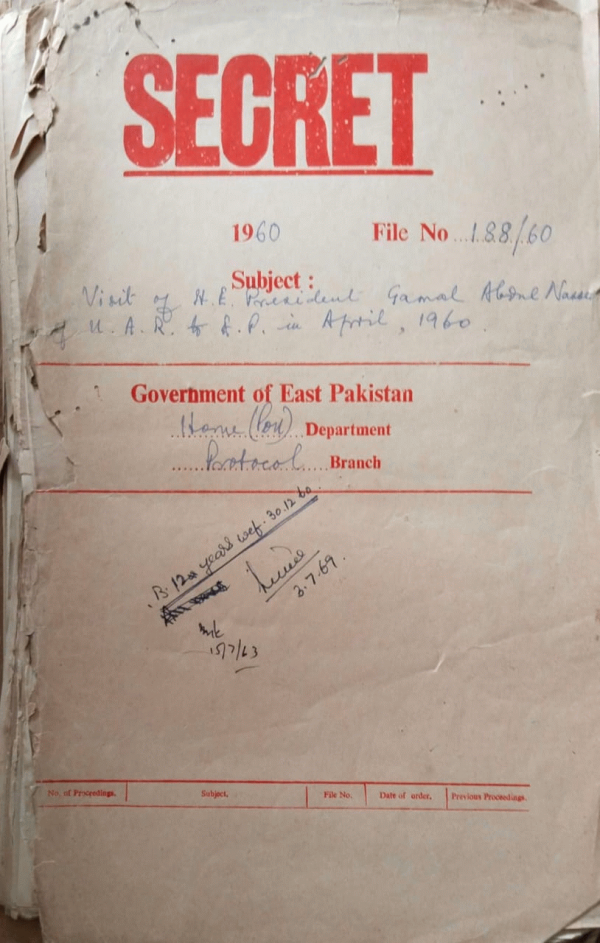 SECRET
1960 File No 188/60
Subject :
Visit of H.E. President Gamal Abdul Nasser
of U.A.R. to E.P. in April, 1960.
Government of East Pakistan
Home (Poll) Department
Protocol Branch
'B' 12 years wef. 30.12.60.
3.7.69.
15/7/63
No. of Proceedings. Subject. File No. Date of order. Previous Proceedings.